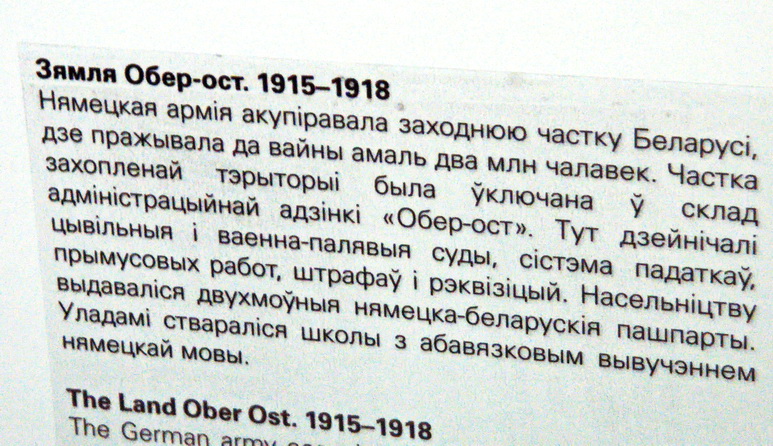 Зямля Обер-ост. 1915–1918
Нямецкая армія акупіравала заходнюю частку Беларусі,
дзе пражывала да вайны амаль два млн чалавек. Частка
захопленай тэрыторыі была ўключана ў склад
адміністрацыйнай адзінкі «Обер-ост». Тут дзейнічалі
цывільныя і ваенна-палявыя суды, сістэма падаткаў,
прымусовых работ, штрафаў і рэквізіцый. Насельніцтву
выдаваліся двухмоўныя нямецка-беларускія пашпарты.
Уладамі ствараліся школы з абавязковым вывучэннем
нямецкай мовы.
The Land Ober Ost. 1915–1918
The German army